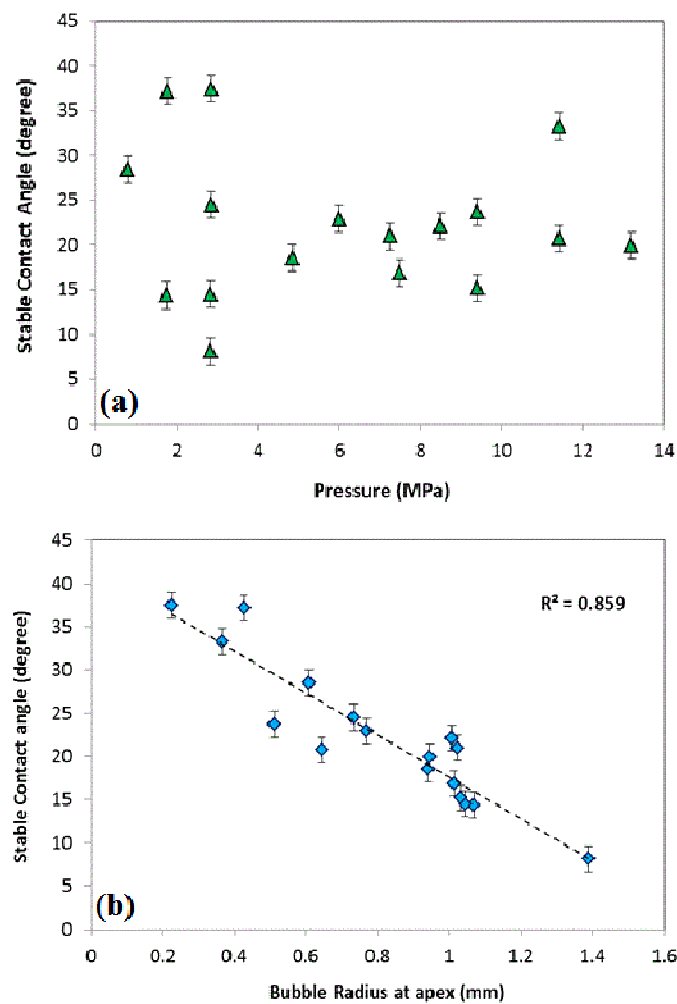 45
40
35
30
25
20
15
10
5
0
Stable Contact Angle (degree)
(a)
0 2 4 6 8 10 12 14
Pressure (MPa)
45
40
35
30
25
20
15
10
5
0
Stable Contact angle (degree)
R² = 0.859
(b)
0 0.2 0.4 0.6 0.8 1 1.2 1.4 1.6
Bubble Radius at apex (mm)